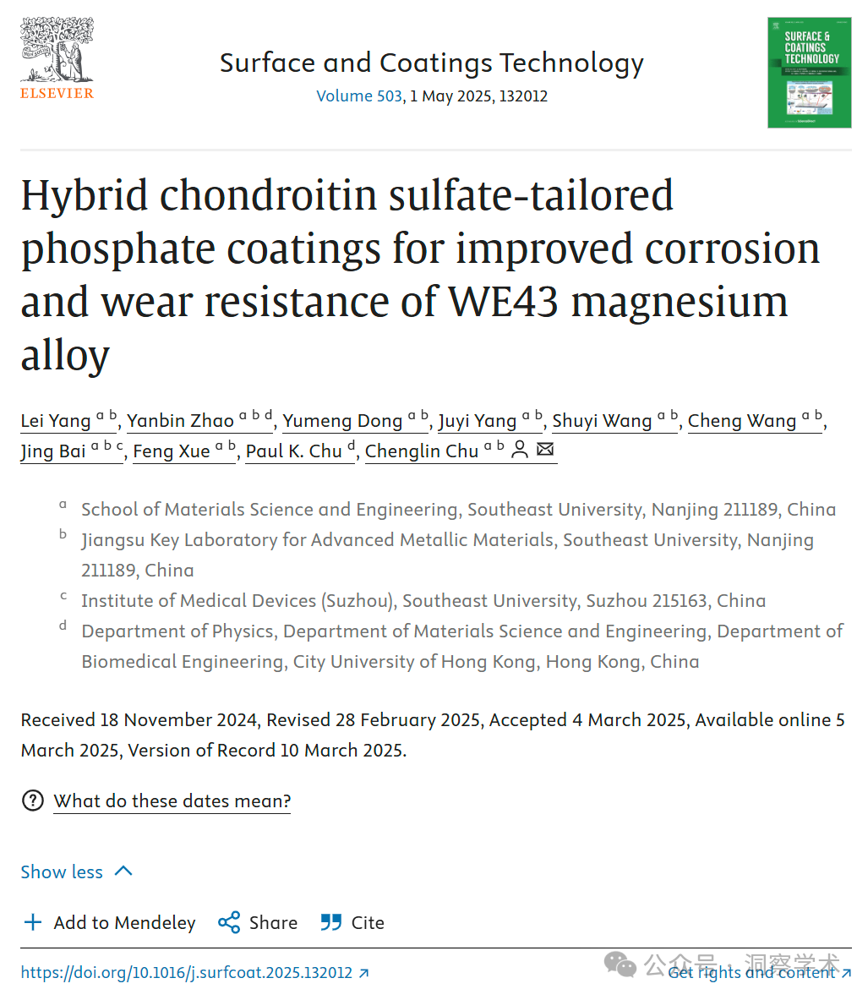 ELSEVIER
Surface and Coatings Technology
Volume 503, 1 May 2025, 132012
SURFACE &
COATINGS
TECHNOLOGY
Hybrid chondroitin sulfate-tailored
phosphate coatings for improved corrosion
and wear resistance of WE43 magnesium
alloy
Lei Yang a b, Yanbin Zhao a b d, Yumeng Dong a b, Juyi Yang a b, Shuyi Wang a b, Cheng Wang a b,
Jing Bai a b c, Feng Xue a b, Paul K. Chu d, Chenglin Chu a b
a School of Materials Science and Engineering, Southeast University, Nanjing 211189, China
b Jiangsu Key Laboratory for Advanced Metallic Materials, Southeast University, Nanjing
211189, China
c Institute of Medical Devices (Suzhou), Southeast University, Suzhou 215163, China
d Department of Physics, Department of Materials Science and Engineering, Department of
Biomedical Engineering, City University of Hong Kong, Hong Kong, China
Received 18 November 2024, Revised 28 February 2025, Accepted 4 March 2025, Available online 5
March 2025, Version of Record 10 March 2025.
What do these dates mean?
Show less
Add to Mendeley Share Cite
https://doi.org/10.1016/j.surfcoat.2025.132012 ↗ Get rights and content ↗
公众号 · 洞察学术